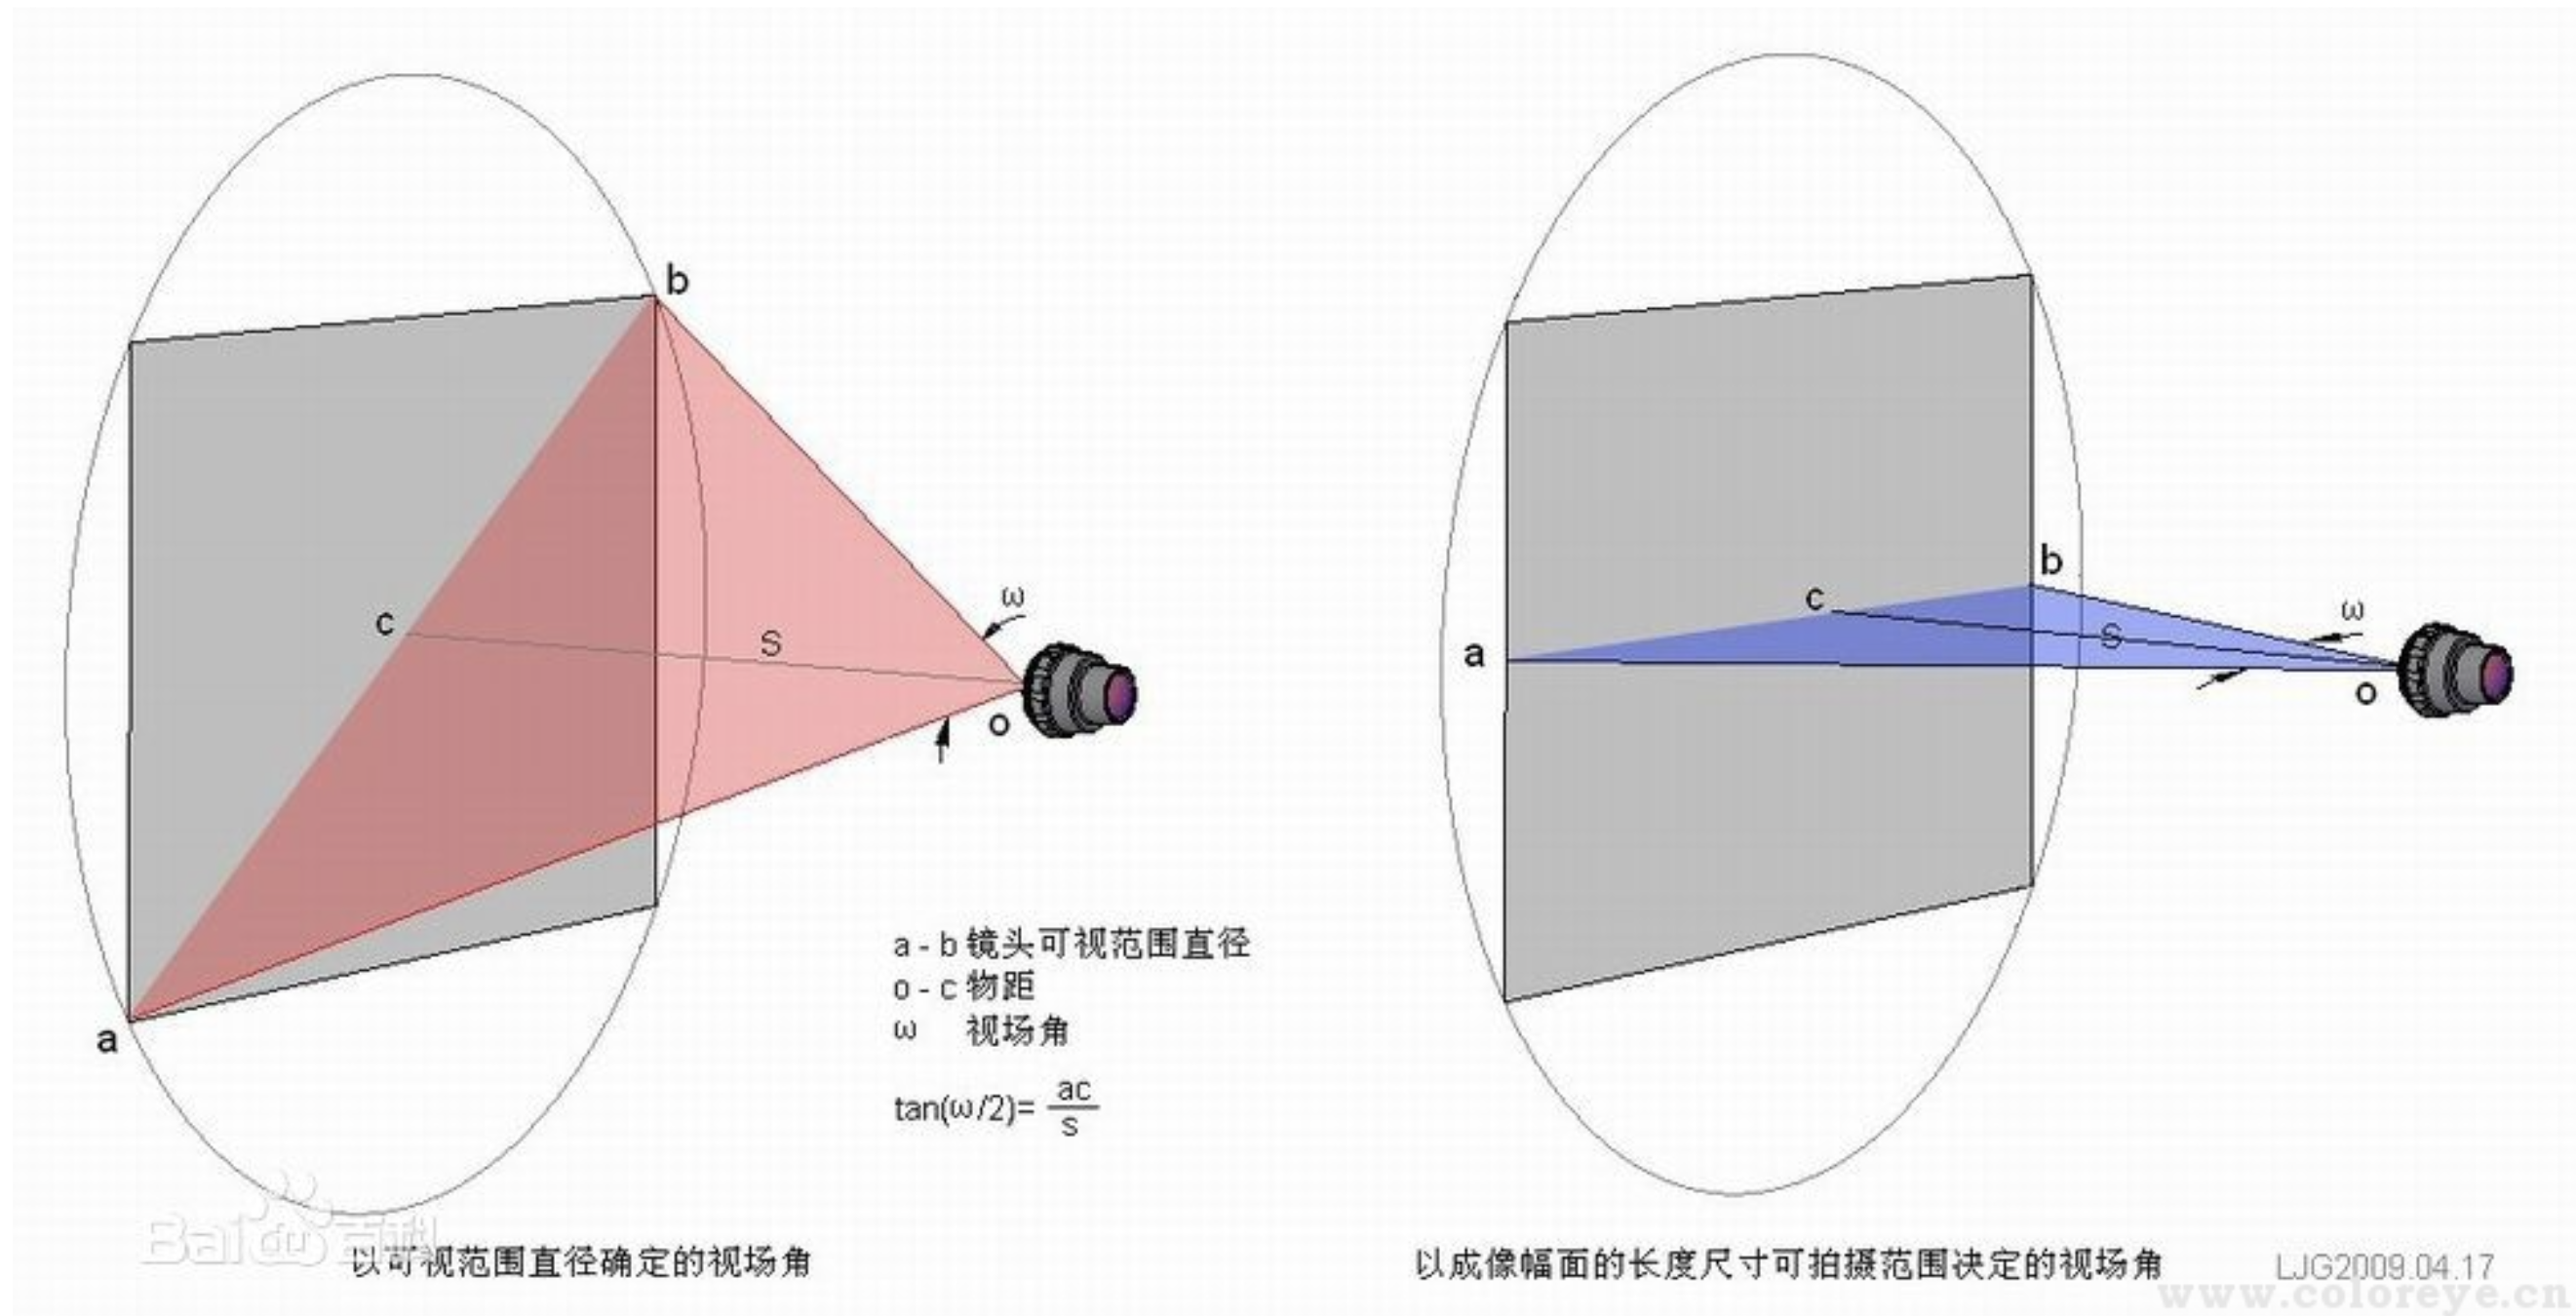 b
c
S
ω
o
a
a - b 镜头可视范围直径
o - c 物距
ω 视场角
tan(ω/2)= ac
S
以可视范围直径确定的视场角
b
c
a
S
ω
o
以成像幅面的长度尺寸可拍摄范围决定的视场角
LJG2009.04.17
Baidu百科
www.coloreye.cn